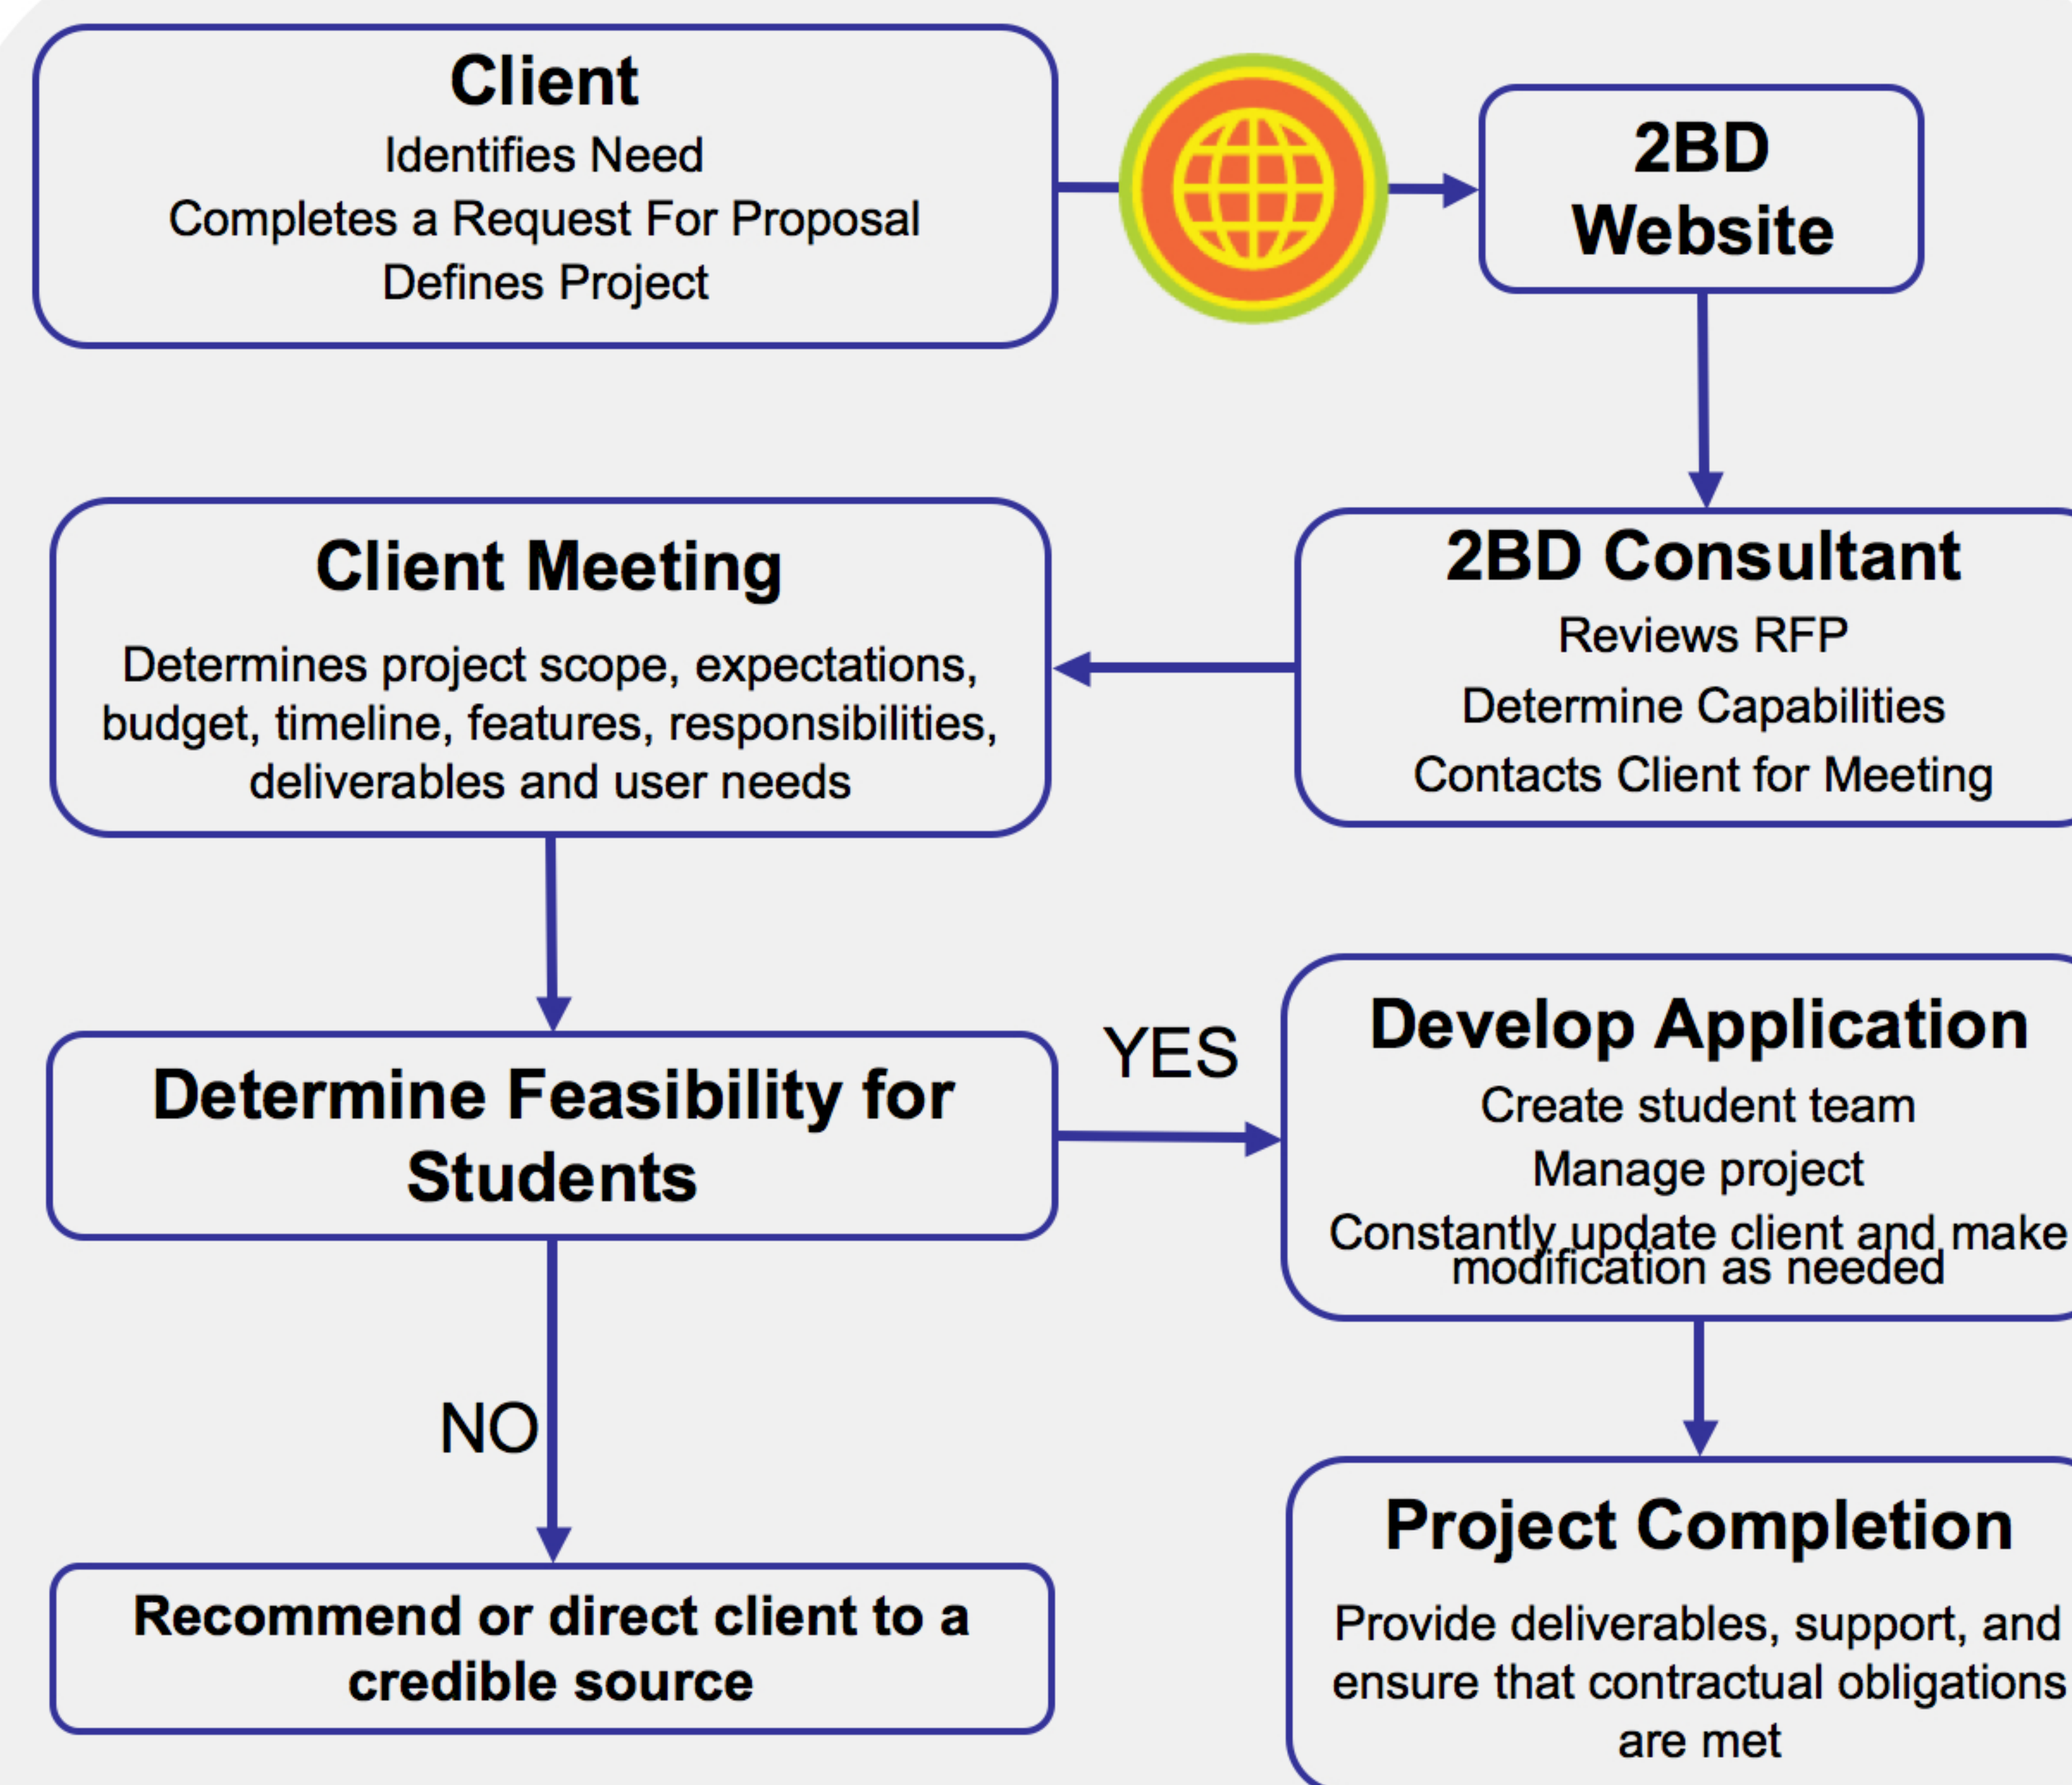 Client
Identifies Need
Completes a Request For Proposal
Defines Project
2BD
Website
2BD Consultant
Reviews RFP
Determine Capabilities
Contacts Client for Meeting
Client Meeting
Determines project scope, expectations,
budget, timeline, features, responsibilities,
deliverables and user needs
Determine Feasibility for
Students
YES
Develop Application
Create student team
Manage project
Constantly update client and make
modification as needed
NO
Recommend or direct client to a
credible source
Project Completion
Provide deliverables, support, and
ensure that contractual obligations
are met